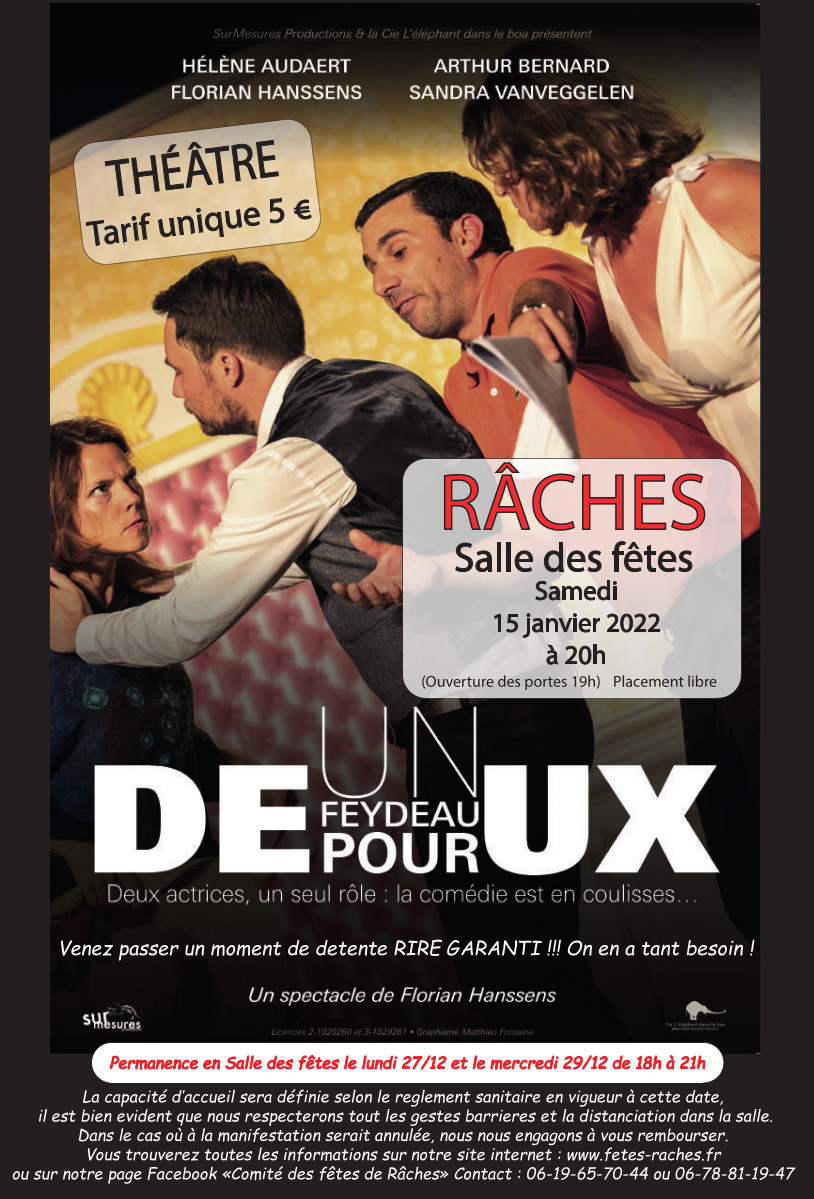 SurMesures Productions & la Cie L'éléphant dans le boa présentent
HÉLÈNE AUDAERT ARTHUR BERNARD
FLORIAN HANSSENS SANDRA VANVEGGELEN
THÉÂTRE
Tarif unique 5 €
RÂCHES
Salle des fêtes
Samedi
15 janvier 2022
à 20h
(Ouverture des portes 19h) Placement libre
UN
FEYDEAU
POUR
DEUX
Deux actrices, un seul rôle : la comédie est en coulisses...
Venez passer un moment de detente RIRE GARANTI !!! On en a tant besoin !
Un spectacle de Florian Hanssens
sur mesures
Cie L'éléphant dans le boa
Licences 2-1029260 et 3-1029261 • Graphisme Matthieu Fontaine
Permanence en Salle des fêtes le lundi 27/12 et le mercredi 29/12 de 18h à 21h
La capacité d'accueil sera définie selon le reglement sanitaire en vigueur à cette date,
il est bien evident que nous respecterons tout les gestes barrieres et la distanciation dans la salle.
Dans le cas où à la manifestation serait annulée, nous nous engagons à vous rembourser.
Vous trouverez toutes les informations sur notre site internet : www.fetes-raches.fr
ou sur notre page Facebook «Comité des fêtes de Râches» Contact : 06-19-65-70-44 ou 06-78-81-19-47